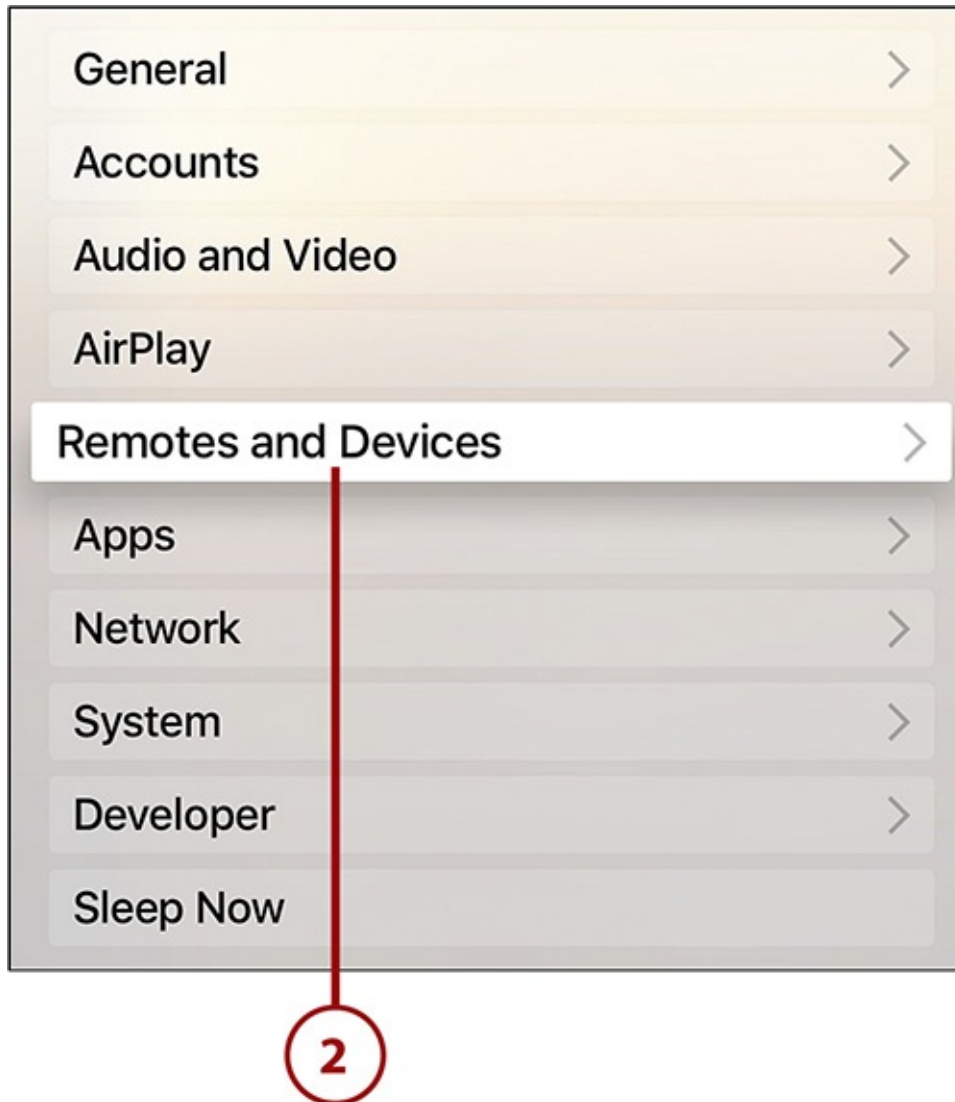 General
Accounts
Audio and Video
AirPlay
Remotes and Devices
Apps
Network
System
Developer
Sleep Now
2